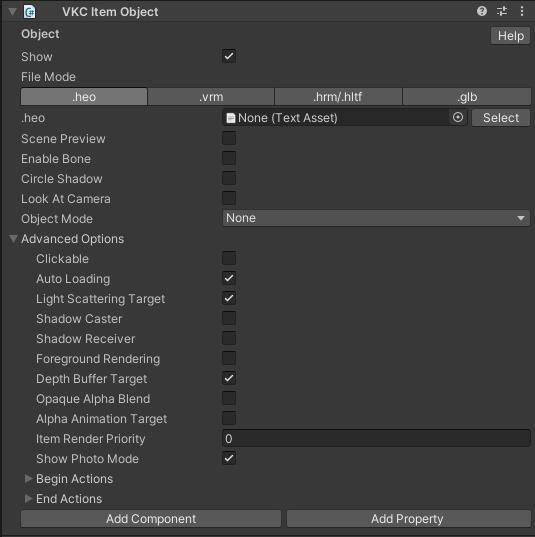 VKC Item Object
Object
Help
Show
File Mode
.heo .vrm .hrm/.hltf .glb
.heo None (Text Asset) Select
Scene Preview
Enable Bone
Circle Shadow
Look At Camera
Object Mode None
Advanced Options
Clickable
Auto Loading
Light Scattering Target
Shadow Caster
Shadow Receiver
Foreground Rendering
Depth Buffer Target
Opaque Alpha Blend
Alpha Animation Target
Item Render Priority 0
Show Photo Mode
Begin Actions
End Actions
Add Component Add Property